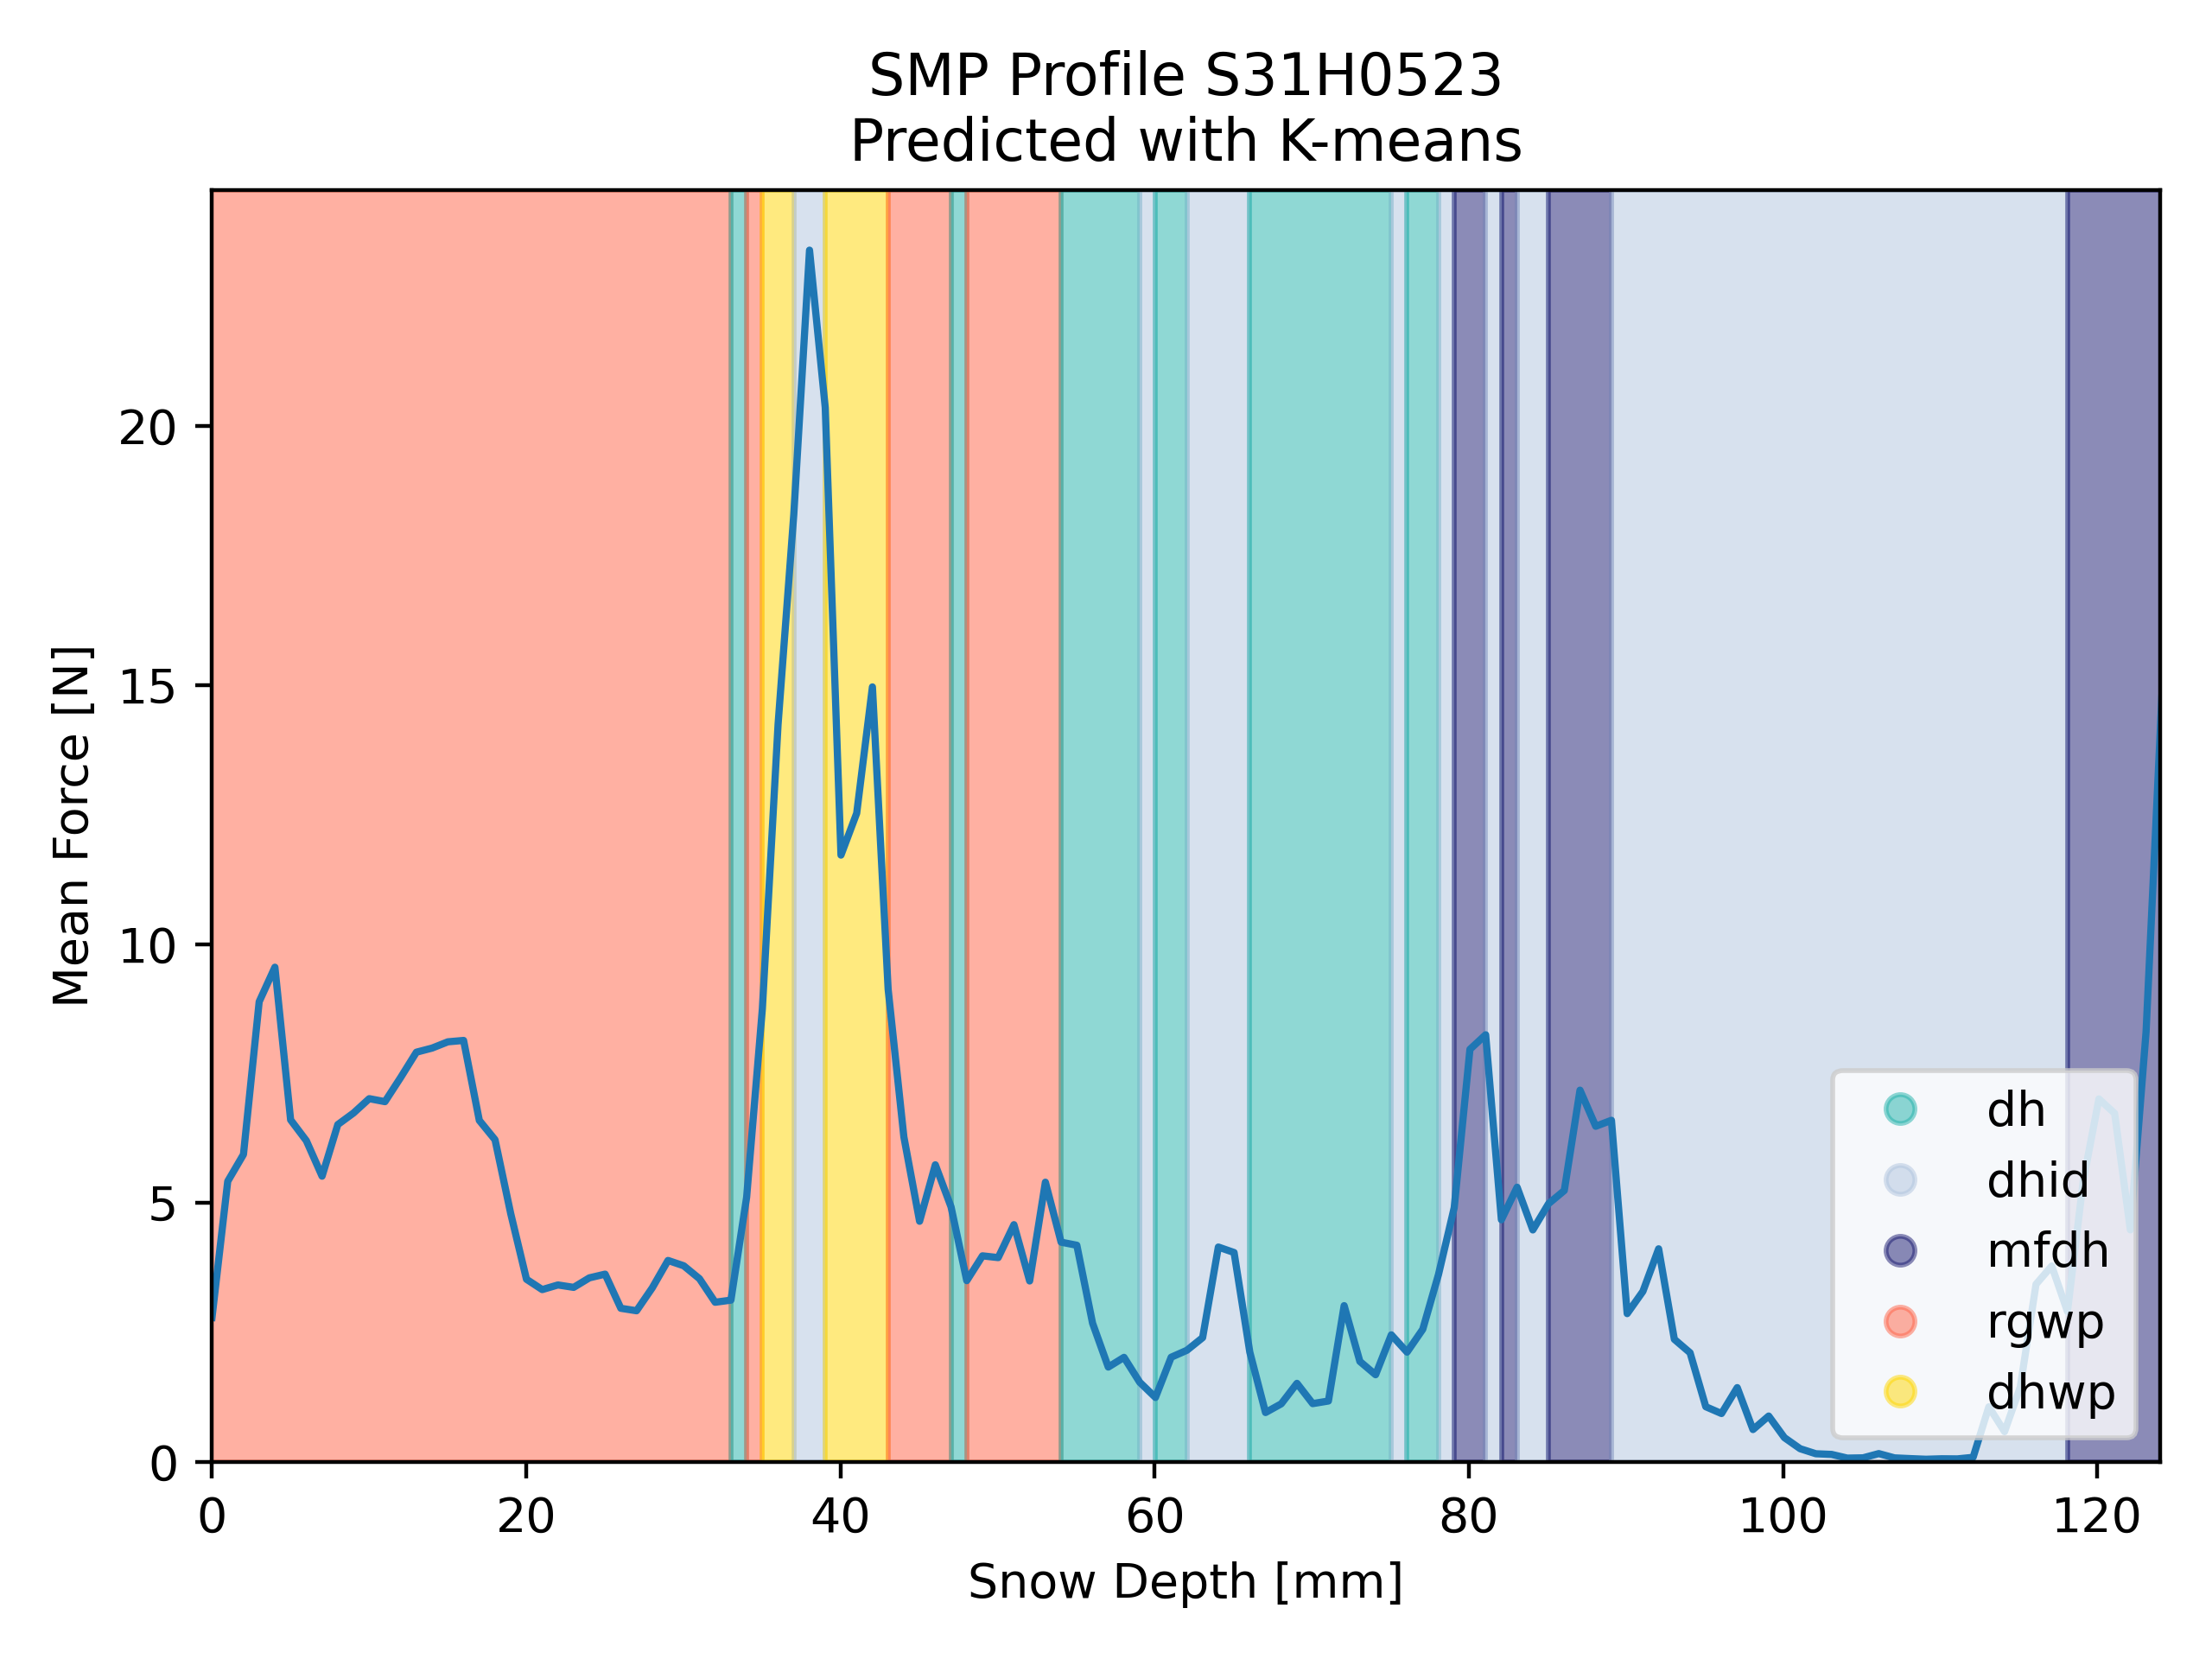 SMP Profile S31H0523
Predicted with K-means
Mean Force [N]
20
15
10
5
0
dh
dhid
mfdh
rgwp
dhwp
0 20 40 60 80 100 120
Snow Depth [mm]